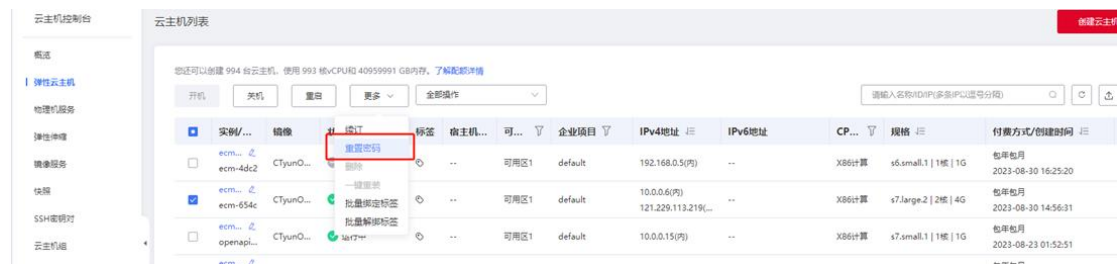 云主机控制台
云主机列表
创建云主机
概览
弹性云主机
物理机服务
弹性伸缩
镜像服务
快照
SSH密钥对
云主机组
您还可以创建 994 台云主机，使用 993 核vCPU和 40959991 GB内存。了解配额详情
开机 关机 重启 更多 全部操作 请输入名称/ID/IP(多条IP以逗号分隔)
续订
重置密码
删除
一键重装
批量绑定标签
批量解绑标签
实例/... 镜像 标签 宿主机... 可... 企业项目 IPv4地址 IPv6地址 CP... 规格 付费方式/创建时间
ecm... 包年包月
ecm-4dc2 CTyunO... -- 可用区1 default 192.168.0.5(内) -- X86计算 s6.small.1 | 1核 | 1G 2023-08-30 16:25:20
ecm... 10.0.0.6(内) 包年包月
ecm-654c CTyunO... -- 可用区1 default 121.229.113.219(... -- X86计算 s7.large.2 | 2核 | 4G 2023-08-30 14:56:31
ecm... 包年包月
openapi... CTyunO... 运行中 -- 可用区1 default 10.0.0.15(内) -- X86计算 s7.small.1 | 1核 | 1G 2023-08-23 01:52:51